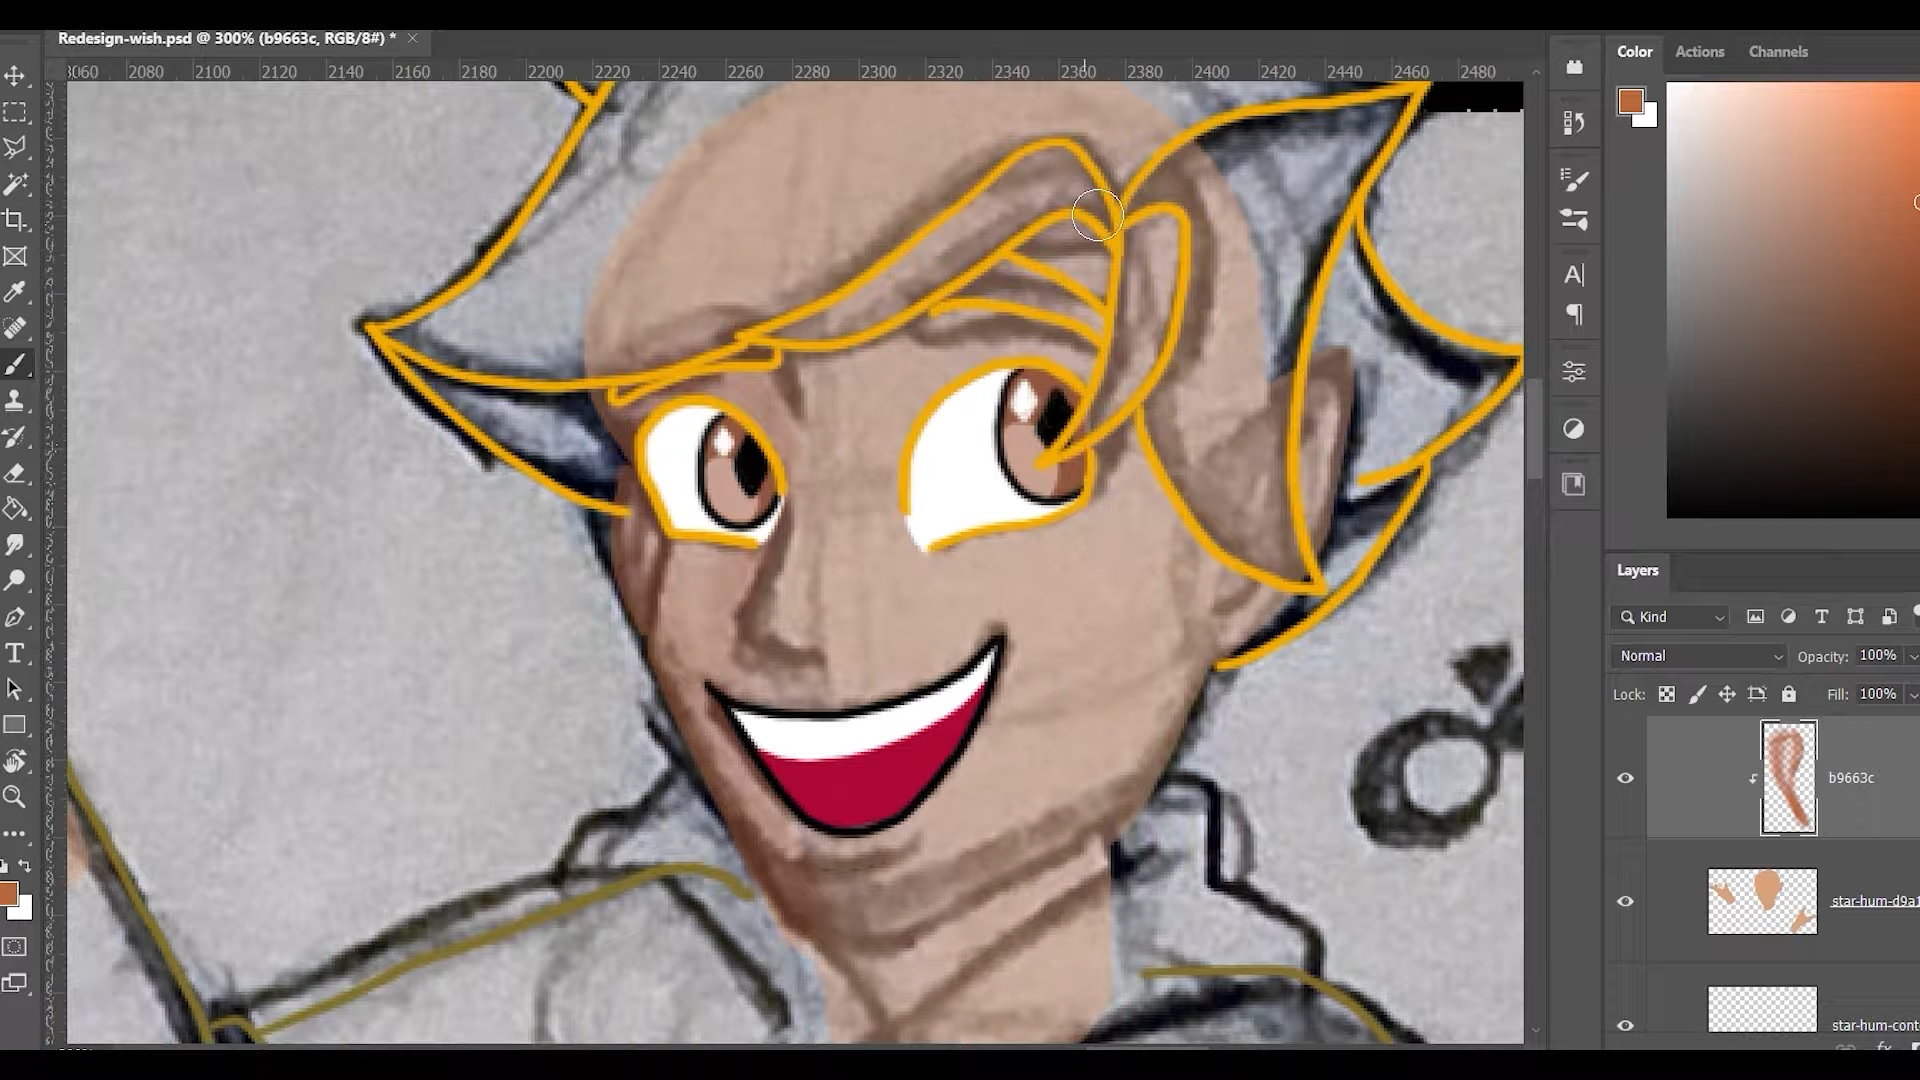 Redesign-wish.psd @ 300% (b9663c, RGB/8#) *
2080 2100 2120 2140 2160 2180 2200 2220 2240 2260 2280 2300 2320 2340 2360 2380 2400 2420 2440 2460 2480
Color Actions Channels
Layers
Kind
Normal Opacity: 100%
Lock: Fill: 100%
b9663c
star-hum-d9a1
star-hum-cont
fx